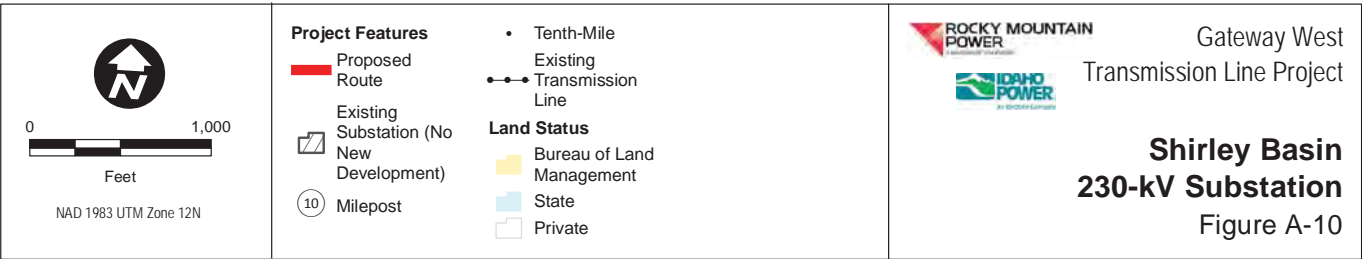 N
0 1,000
Feet
NAD 1983 UTM Zone 12N
Project Features
Proposed
Route
Existing
Substation (No
New
Development)
10 Milepost
Tenth-Mile
Existing
Transmission
Line
Land Status
Bureau of Land
Management
State
Private
ROCKY MOUNTAIN
POWER
IDAHO
POWER
Gateway West
Transmission Line Project
Shirley Basin
230-kV Substation
Figure A-10